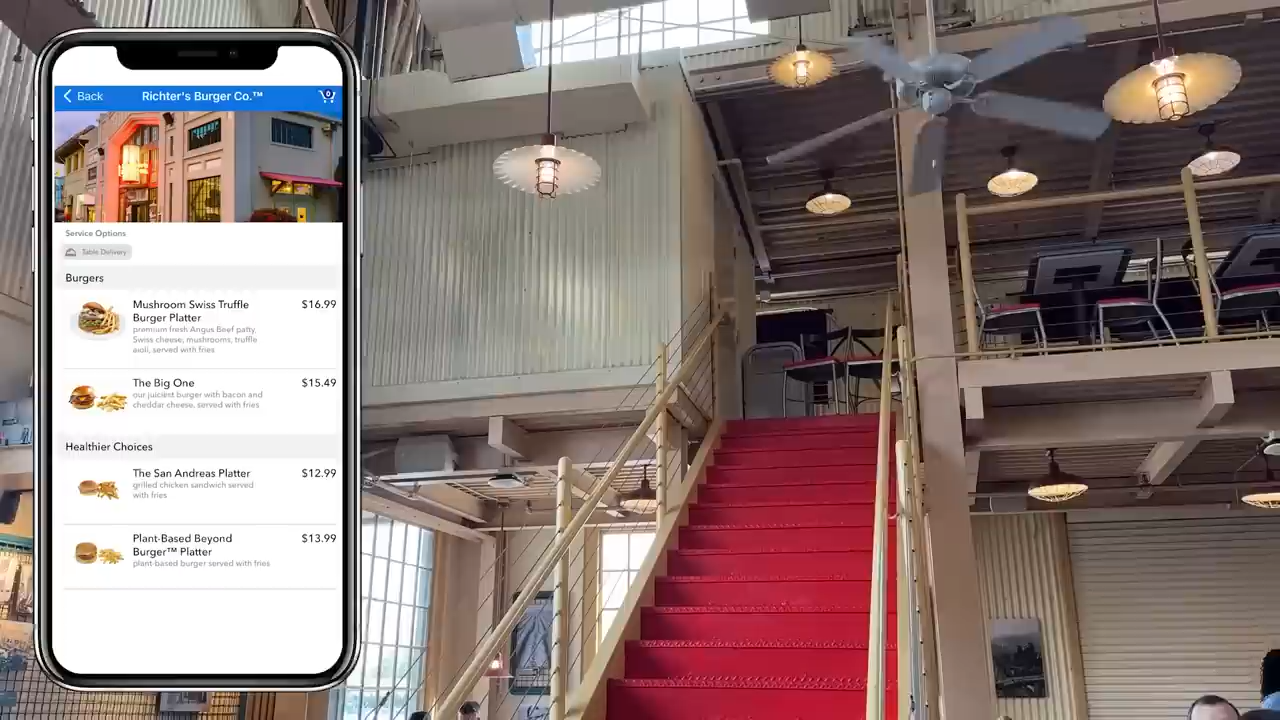 Back
Richter's Burger Co.™
0
Service Options
Table Delivery
Burgers
Mushroom Swiss Truffle
Burger Platter
$16.99
premium fresh Angus Beef patty,
Swiss cheese, mushrooms, truffle
aioli, served with fries
The Big One
$15.49
our juiciest burger with bacon and
cheddar cheese, served with fries
Healthier Choices
The San Andreas Platter
$12.99
grilled chicken sandwich served
with fries
Plant-Based Beyond
Burger™ Platter
$13.99
plant-based burger served with fries